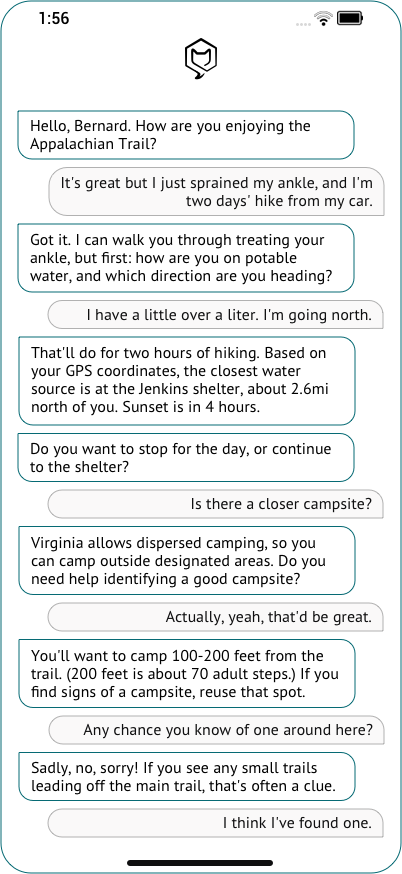 1:56
Hello, Bernard. How are you enjoying the
Appalachian Trail?
It's great but I just sprained my ankle, and I'm
two days' hike from my car.
Got it. I can walk you through treating your
ankle, but first: how are you on potable
water, and which direction are you heading?
I have a little over a liter. I'm going north.
That'll do for two hours of hiking. Based on
your GPS coordinates, the closest water
source is at the Jenkins shelter, about 2.6mi
north of you. Sunset is in 4 hours.
Do you want to stop for the day, or continue
to the shelter?
Is there a closer campsite?
Virginia allows dispersed camping, so you
can camp outside designated areas. Do you
need help identifying a good campsite?
Actually, yeah, that'd be great.
You'll want to camp 100-200 feet from the
trail. (200 feet is about 70 adult steps.) If you
find signs of a campsite, reuse that spot.
Any chance you know of one around here?
Sadly, no, sorry! If you see any small trails
leading off the main trail, that's often a clue.
I think I've found one.